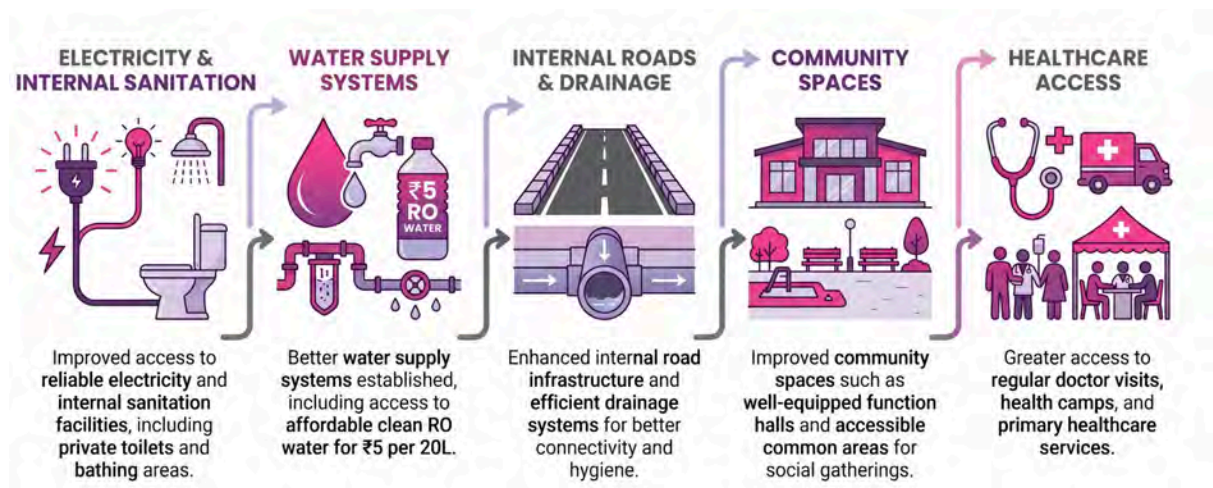 ELECTRICITY &
INTERNAL SANITATION
WATER SUPPLY
SYSTEMS
INTERNAL ROADS
& DRAINAGE
COMMUNITY
SPACES
HEALTHCARE
ACCESS
₹5
RO
WATER
Improved access to
reliable electricity and
internal sanitation
facilities, including
private toilets and
bathing areas.
Better water supply
systems established,
including access to
affordable clean RO
water for ₹5 per 20L.
Enhanced internal road
infrastructure and
efficient drainage
systems for better
connectivity and
hygiene.
Improved community
spaces such as
well-equipped function
halls and accessible
common areas for
social gatherings.
Greater access to
regular doctor visits,
health camps, and
primary healthcare
services.